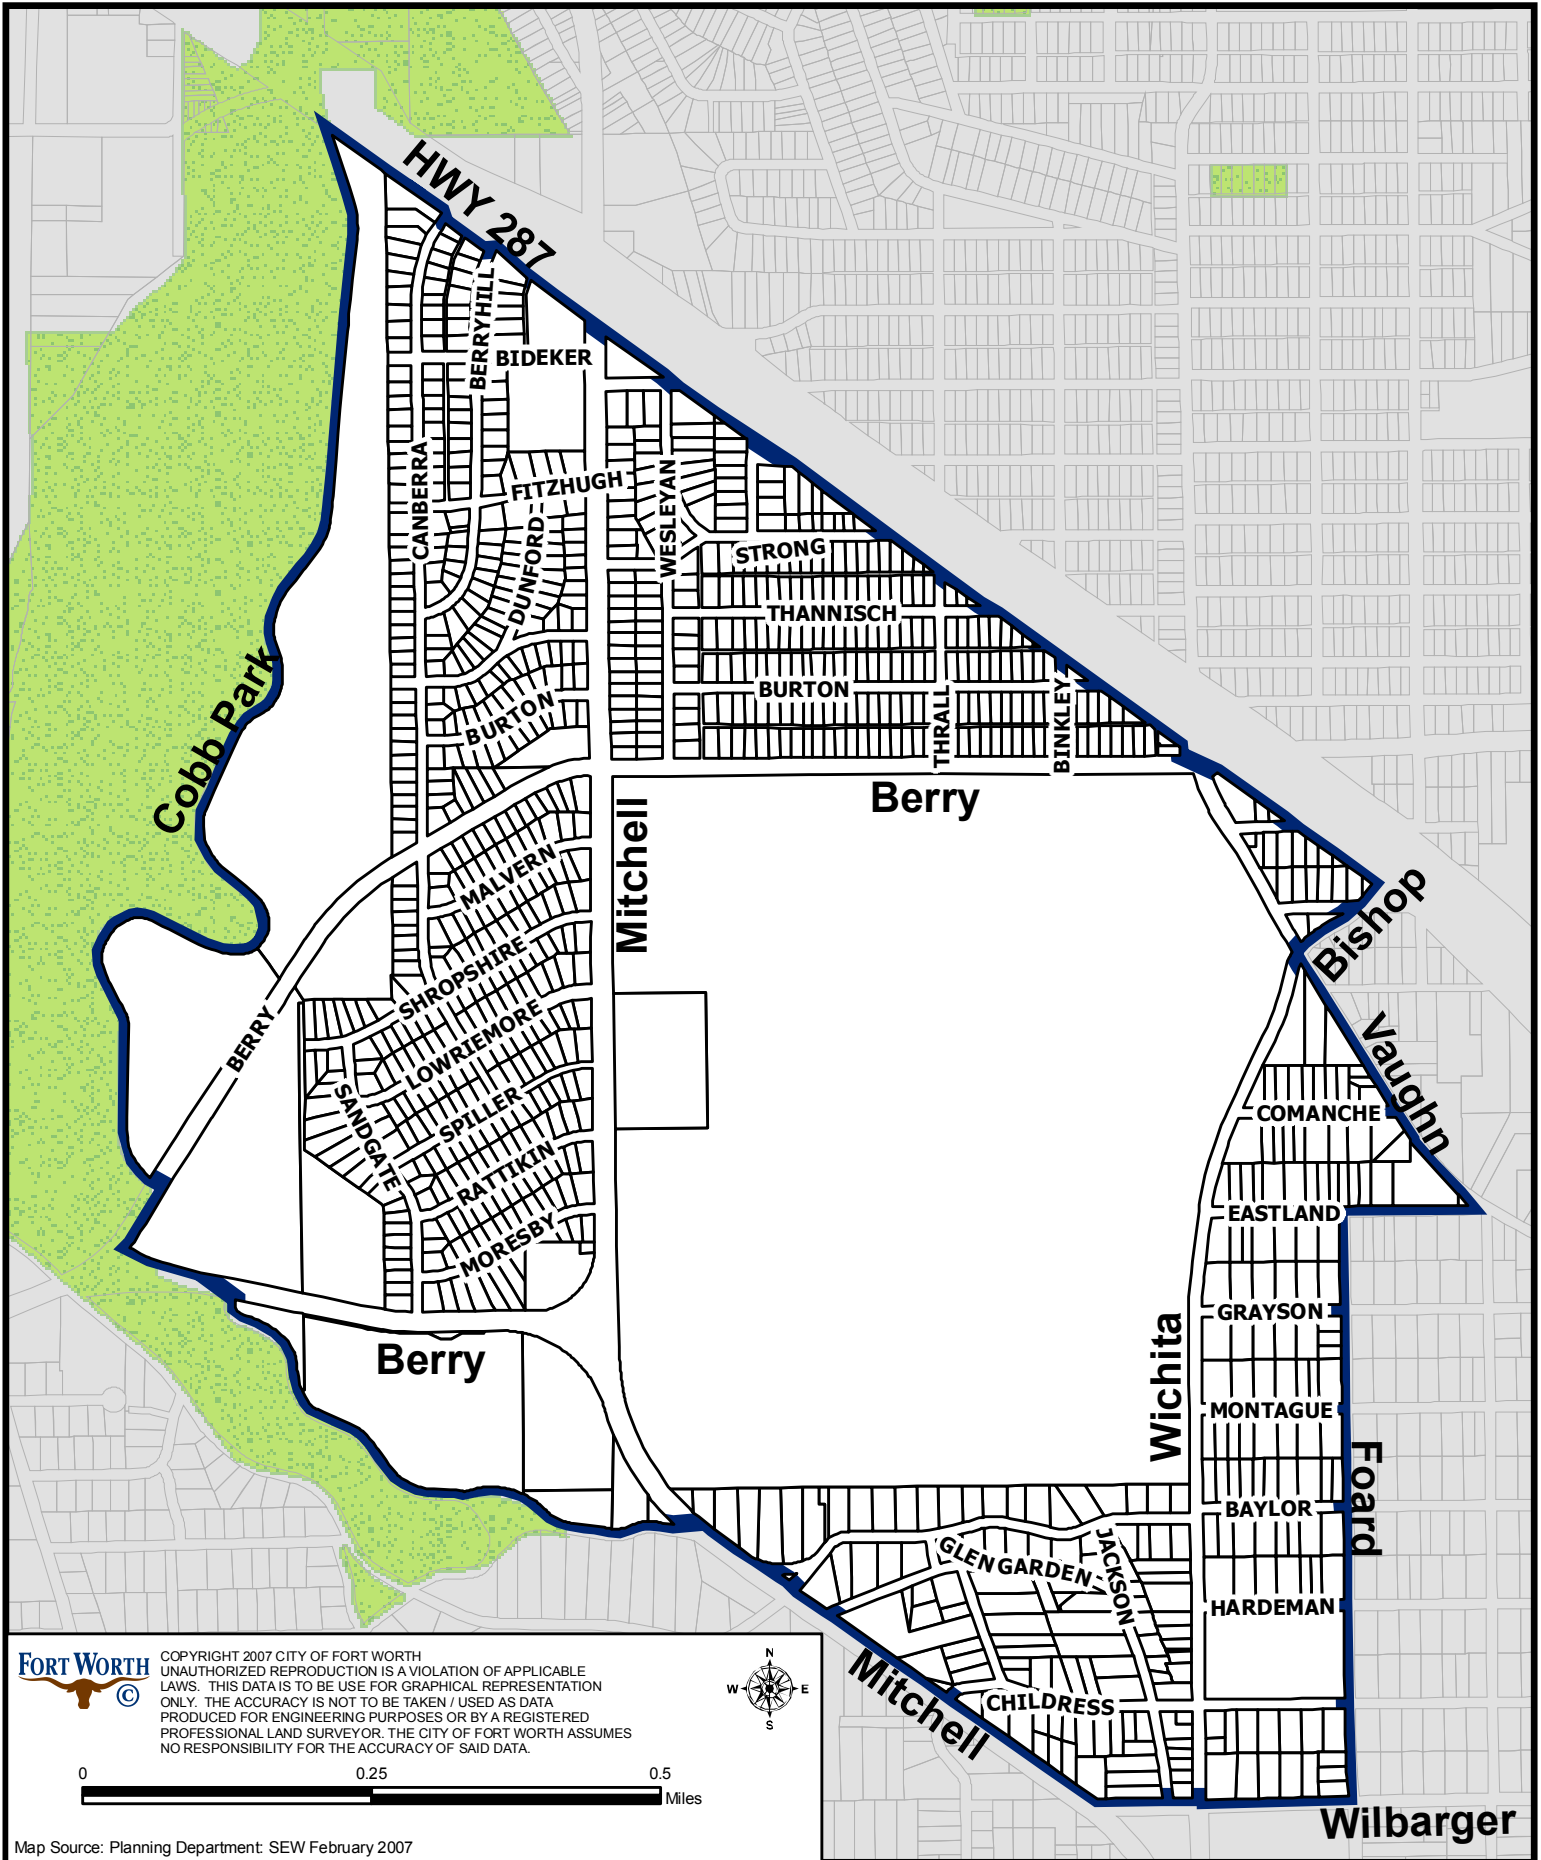 HWY 287
BERRYHILL
BIDEKER
CANBERRA
FITZHUGH
WESLEYAN
DUNFORD
STRONG
THANNISCH
BURTON
BURTON
THRALL
BINKLEY
Cobb Park
Berry
Mitchell
MALVERN
Bishop
SHROPSHIRE
BERRY
LOWRIEMORE
Vaughn
SANDGATE
SPILLER
COMANCHE
RATTIKIN
EASTLAND
MORESBY
GRAYSON
Berry
Wichita
MONTAGUE
Foard
BAYLOR
GLEN GARDEN
JACKSON
HARDEMAN
Mitchell
CHILDRESS
Wilbarger
N
W E
S
FORT WORTH
©
COPYRIGHT 2007 CITY OF FORT WORTH
UNAUTHORIZED REPRODUCTION IS A VIOLATION OF APPLICABLE
LAWS. THIS DATA IS TO BE USE FOR GRAPHICAL REPRESENTATION
ONLY. THE ACCURACY IS NOT TO BE TAKEN / USED AS DATA
PRODUCED FOR ENGINEERING PURPOSES OR BY A REGISTERED
PROFESSIONAL LAND SURVEYOR. THE CITY OF FORT WORTH ASSUMES
NO RESPONSIBILITY FOR THE ACCURACY OF SAID DATA.
0 0.25 0.5
Miles
Map Source: Planning Department: SEW February 2007